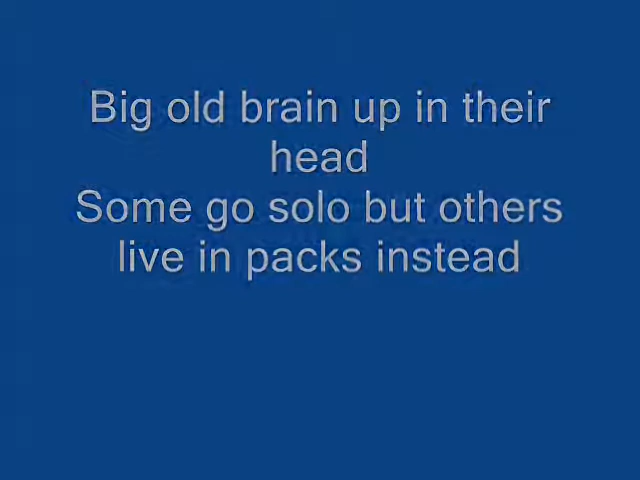 Big old brain up in their
head
Some go solo but others
live in packs instead